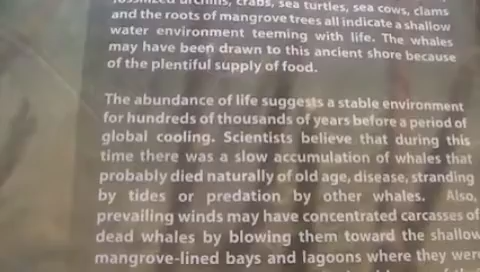 fossilized urchins, crabs, sea turtles, sea cows, clams
and the roots of mangrove trees all indicate a shallow
water environment teeming with life. The whales
may have been drawn to this ancient shore because
of the plentiful supply of food.
The abundance of life suggests a stable environment
for hundreds of thousands of years before a period of
global cooling. Scientists believe that during this
time there was a slow accumulation of whales that
probably died naturally of old age, disease, stranding
by tides or predation by other whales. Also,
prevailing winds may have concentrated carcasses of
dead whales by blowing them toward the shallow
mangrove-lined bays and lagoons where they were